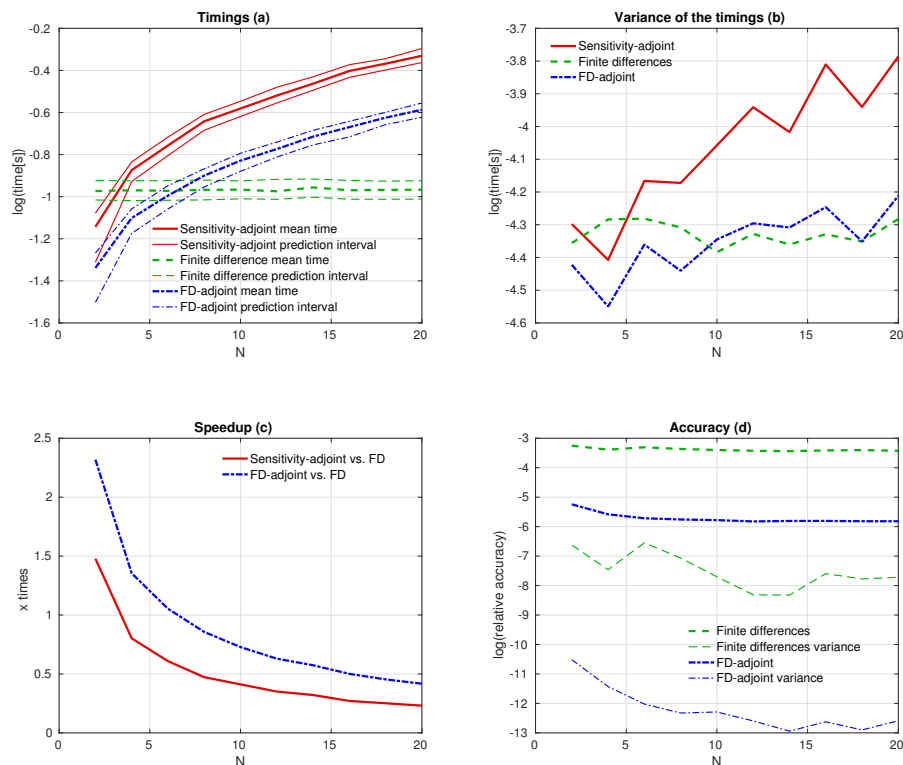 Timings (a)
log(time[s])
-0.2
-0.4
-0.6
-0.8
-1
-1.2
-1.4
-1.6
0
5
10
15
20
N
Sensitivity-adjoint mean time
Sensitivity-adjoint prediction interval
Finite difference mean time
Finite difference prediction interval
FD-adjoint mean time
FD-adjoint prediction interval
Variance of the timings (b)
log(time[s])
-3.7
-3.8
-3.9
-4
-4.1
-4.2
-4.3
-4.4
-4.5
-4.6
0
5
10
15
20
N
Sensitivity-adjoint
Finite differences
FD-adjoint
Speedup (c)
x times
2.5
2
1.5
1
0.5
0
0
5
10
15
20
N
Sensitivity-adjoint vs. FD
FD-adjoint vs. FD
Accuracy (d)
log(relative accuracy)
-3
-4
-5
-6
-7
-8
-9
-10
-11
-12
-13
0
5
10
15
20
N
Finite differences
Finite differences variance
FD-adjoint
FD-adjoint variance